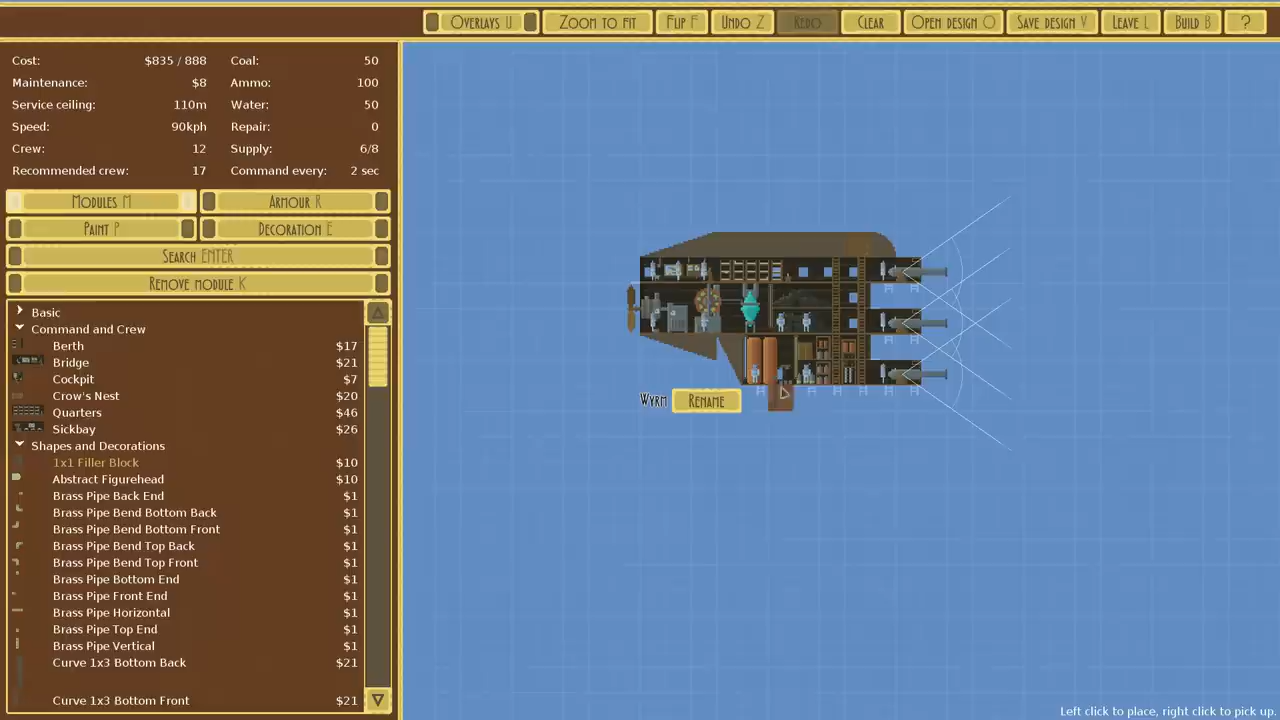 Overlays U Zoom to fit Flip F Undo Z Redo Clear Open design O Save design V Leave L Build B ?
Cost: $835 / 888 Coal: 50
Maintenance: $8 Ammo: 100
Service ceiling: 110m Water: 50
Speed: 90kph Repair: 0
Crew: 12 Supply: 6/8
Recommended crew: 17 Command every: 2 sec
Modules M Armour R
Paint P Decoration E
Search ENTER
Remove module K
Basic
Command and Crew
Berth $17
Bridge $21
Cockpit $7
Crow's Nest $20
Quarters $46
Sickbay $26
Shapes and Decorations
1x1 Filler Block $10
Abstract Figurehead $10
Brass Pipe Back End $1
Brass Pipe Bend Bottom Back $1
Brass Pipe Bend Bottom Front $1
Brass Pipe Bend Top Back $1
Brass Pipe Bend Top Front $1
Brass Pipe Bottom End $1
Brass Pipe Front End $1
Brass Pipe Horizontal $1
Brass Pipe Top End $1
Brass Pipe Vertical $1
Curve 1x3 Bottom Back $21
Curve 1x3 Bottom Front $21
Wyrm Rename
Left click to place, right click to pick up.